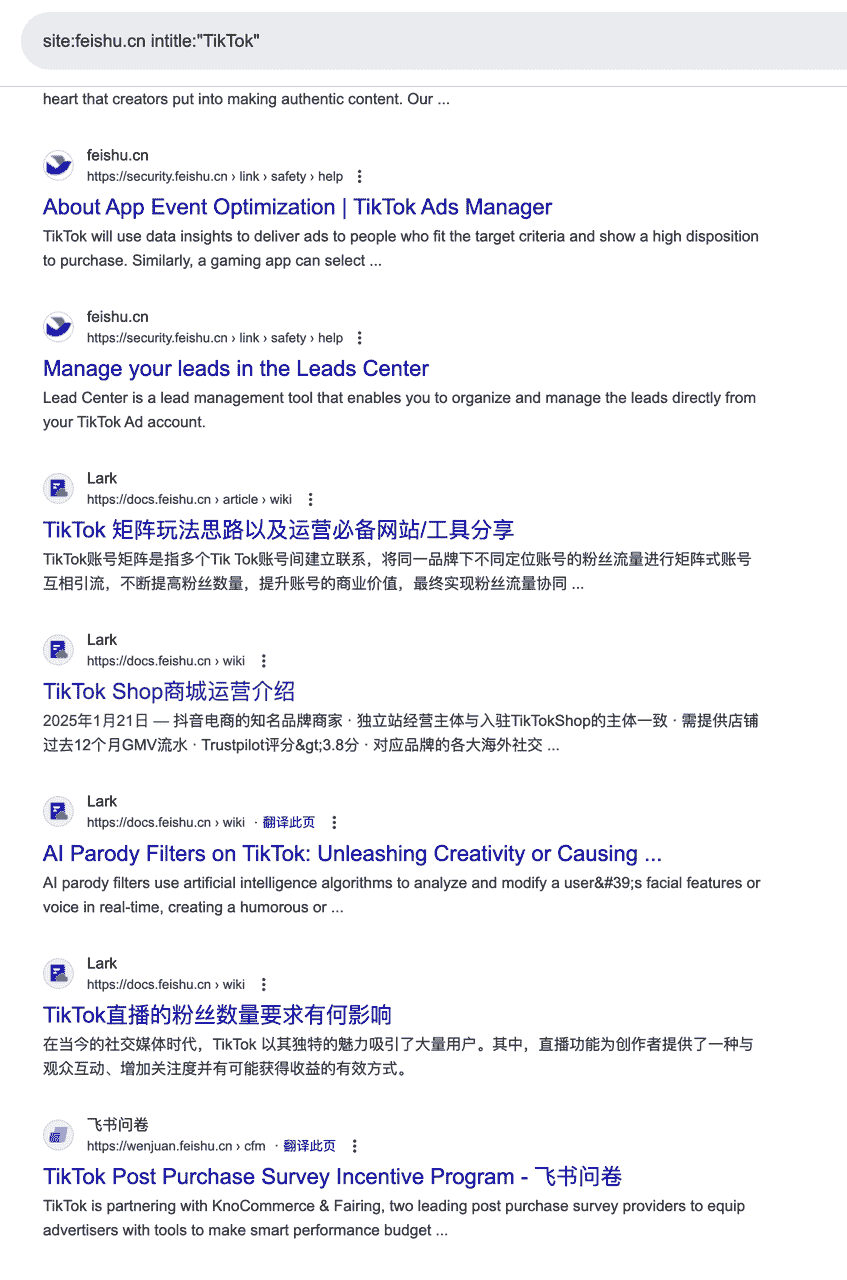 site:feishu.cn intitle:"TikTok"
heart that creators put into making authentic content. Our ...
feishu.cn
https://security.feishu.cn › link › safety › help
About App Event Optimization | TikTok Ads Manager
TikTok will use data insights to deliver ads to people who fit the target criteria and show a high disposition
to purchase. Similarly, a gaming app can select ...
feishu.cn
https://security.feishu.cn › link › safety › help
Manage your leads in the Leads Center
Lead Center is a lead management tool that enables you to organize and manage the leads directly from
your TikTok Ad account.
Lark
https://docs.feishu.cn › article › wiki
TikTok 矩阵玩法思路以及运营必备网站/工具分享
TikTok账号矩阵是指多个Tik Tok账号间建立联系，将同一品牌下不同定位账号的粉丝流量进行矩阵式账号
互相引流，不断提高粉丝数量，提升账号的商业价值，最终实现粉丝流量协同 ...
Lark
https://docs.feishu.cn › wiki
TikTok Shop商城运营介绍
2025年1月21日 — 抖音电商的知名品牌商家 · 独立站经营主体与入驻TikTokShop的主体一致 · 需提供店铺
过去12个月GMV流水 · Trustpilot评分&gt;3.8分 · 对应品牌的各大海外社交 ...
Lark
https://docs.feishu.cn › wiki · 翻译此页
AI Parody Filters on TikTok: Unleashing Creativity or Causing ...
AI parody filters use artificial intelligence algorithms to analyze and modify a user&#39;s facial features or
voice in real-time, creating a humorous or ...
Lark
https://docs.feishu.cn › wiki
TikTok直播的粉丝数量要求有何影响
在当今的社交媒体时代，TikTok 以其独特的魅力吸引了大量用户。其中，直播功能为创作者提供了一种与
观众互动、增加关注度并有可能获得收益的有效方式。
飞书问卷
https://wenjuan.feishu.cn › cfm · 翻译此页
TikTok Post Purchase Survey Incentive Program - 飞书问卷
TikTok is partnering with KnoCommerce & Fairing, two leading post purchase survey providers to equip
advertisers with tools to make smart performance budget ...